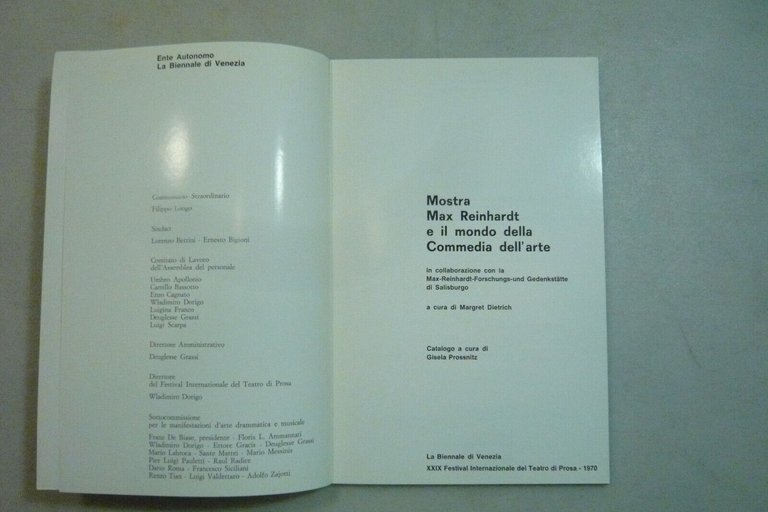 Ente Autonomo
La Biennale di Venezia
Commissario Straordinario
Filippo Longo
Sindaci
Lorenzo Bettini - Ernesto Bigioni
Comitato di Lavoro
dell'Assemblea del personale
Umbro Apollonio
Camillo Bassotto
Enzo Cagnato
Wladimiro Dorigo
Luigina Franco
Deuglesse Grassi
Luigi Scarpa
Direttore Amministrativo
Deuglesse Grassi
Direttore
del Festival Internazionale del Teatro di Prosa
Wladimiro Dorigo
Sottocommissione
per le manifestazioni d'arte drammatica e musicale
Franz De Biase, presidente - Floris L. Ammannati
Wladimiro Dorigo - Ettore Gracis - Deuglesse Grassi
Mario Labroca - Sante Martei - Mario Messinis
Pier Luigi Pauletti - Raul Radice
Dario Roma - Francesco Siciliani
Renzo Tian - Luigi Valdettaro - Adolfo Zajotti
Mostra
Max Reinhardt
e il mondo della
Commedia dell'arte
in collaborazione con la
Max-Reinhardt-Forschungs-und Gedenkstätte
di Salisburgo
a cura di Margret Dietrich
Catalogo a cura di
Gisela Prossnitz
La Biennale di Venezia
XXIX Festival Internazionale del Teatro di Prosa - 1970